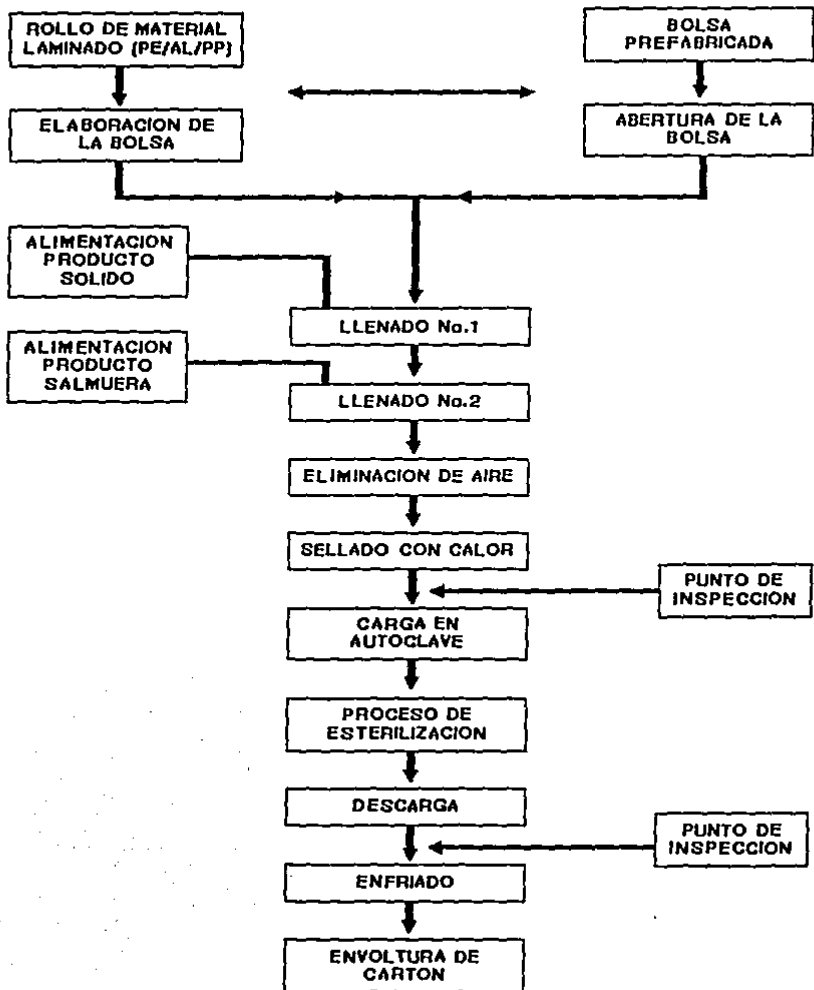 ROLLO DE MATERIAL
LAMINADO (PE/AL/PP)
BOLSA
PREFABRICADA
ELABORACION DE
LA BOLSA
ABERTURA DE LA
BOLSA
ALIMENTACION
PRODUCTO
SOLIDO
LLENADO No.1
ALIMENTACION
PRODUCTO
SALMUERA
LLENADO No.2
ELIMINACION DE AIRE
SELLADO CON CALOR
PUNTO DE
INSPECCION
CARGA EN
AUTOCLAVE
PROCESO DE
ESTERILIZACION
DESCARGA
PUNTO DE
INSPECCION
ENFRIADO
ENVOLTURA DE
CARTON